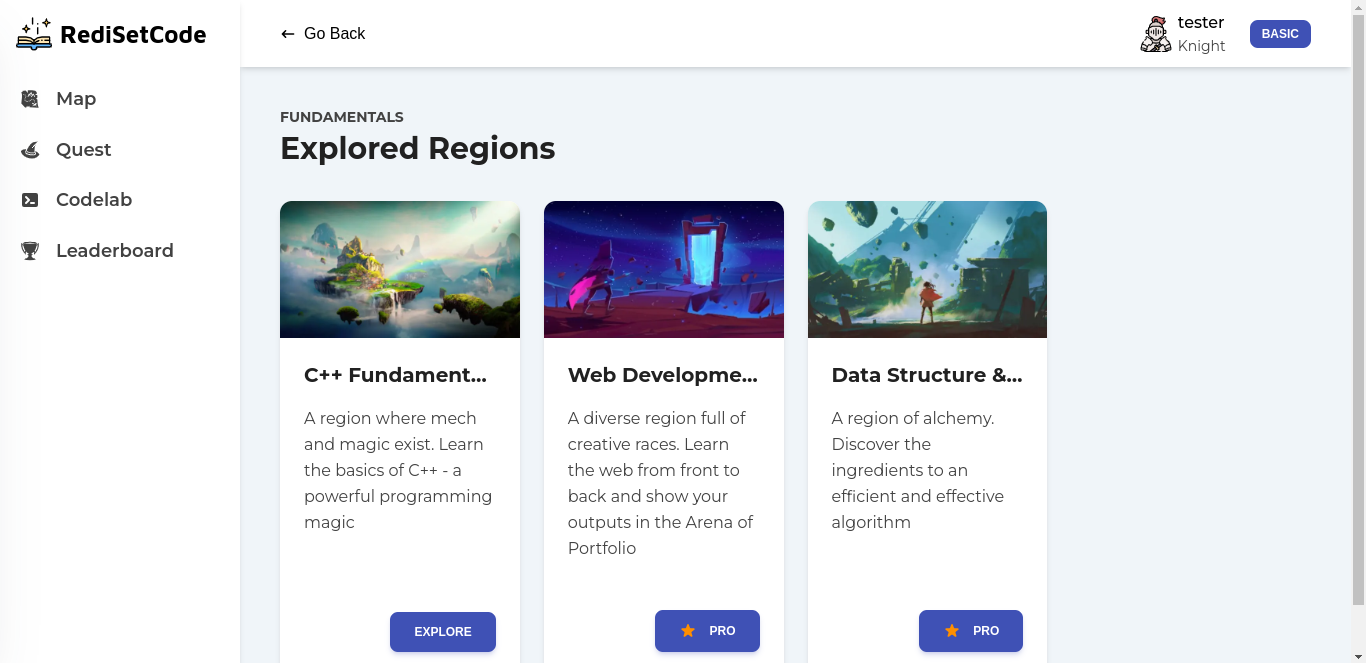 RediSetCode
Go Back
tester
Knight
BASIC
Map
Quest
Codelab
Leaderboard
FUNDAMENTALS
Explored Regions
C++ Fundament...
A region where mech
and magic exist. Learn
the basics of C++ - a
powerful programming
magic
EXPLORE
Web Developme...
A diverse region full of
creative races. Learn
the web from front to
back and show your
outputs in the Arena of
Portfolio
PRO
Data Structure &...
A region of alchemy.
Discover the
ingredients to an
efficient and effective
algorithm
PRO